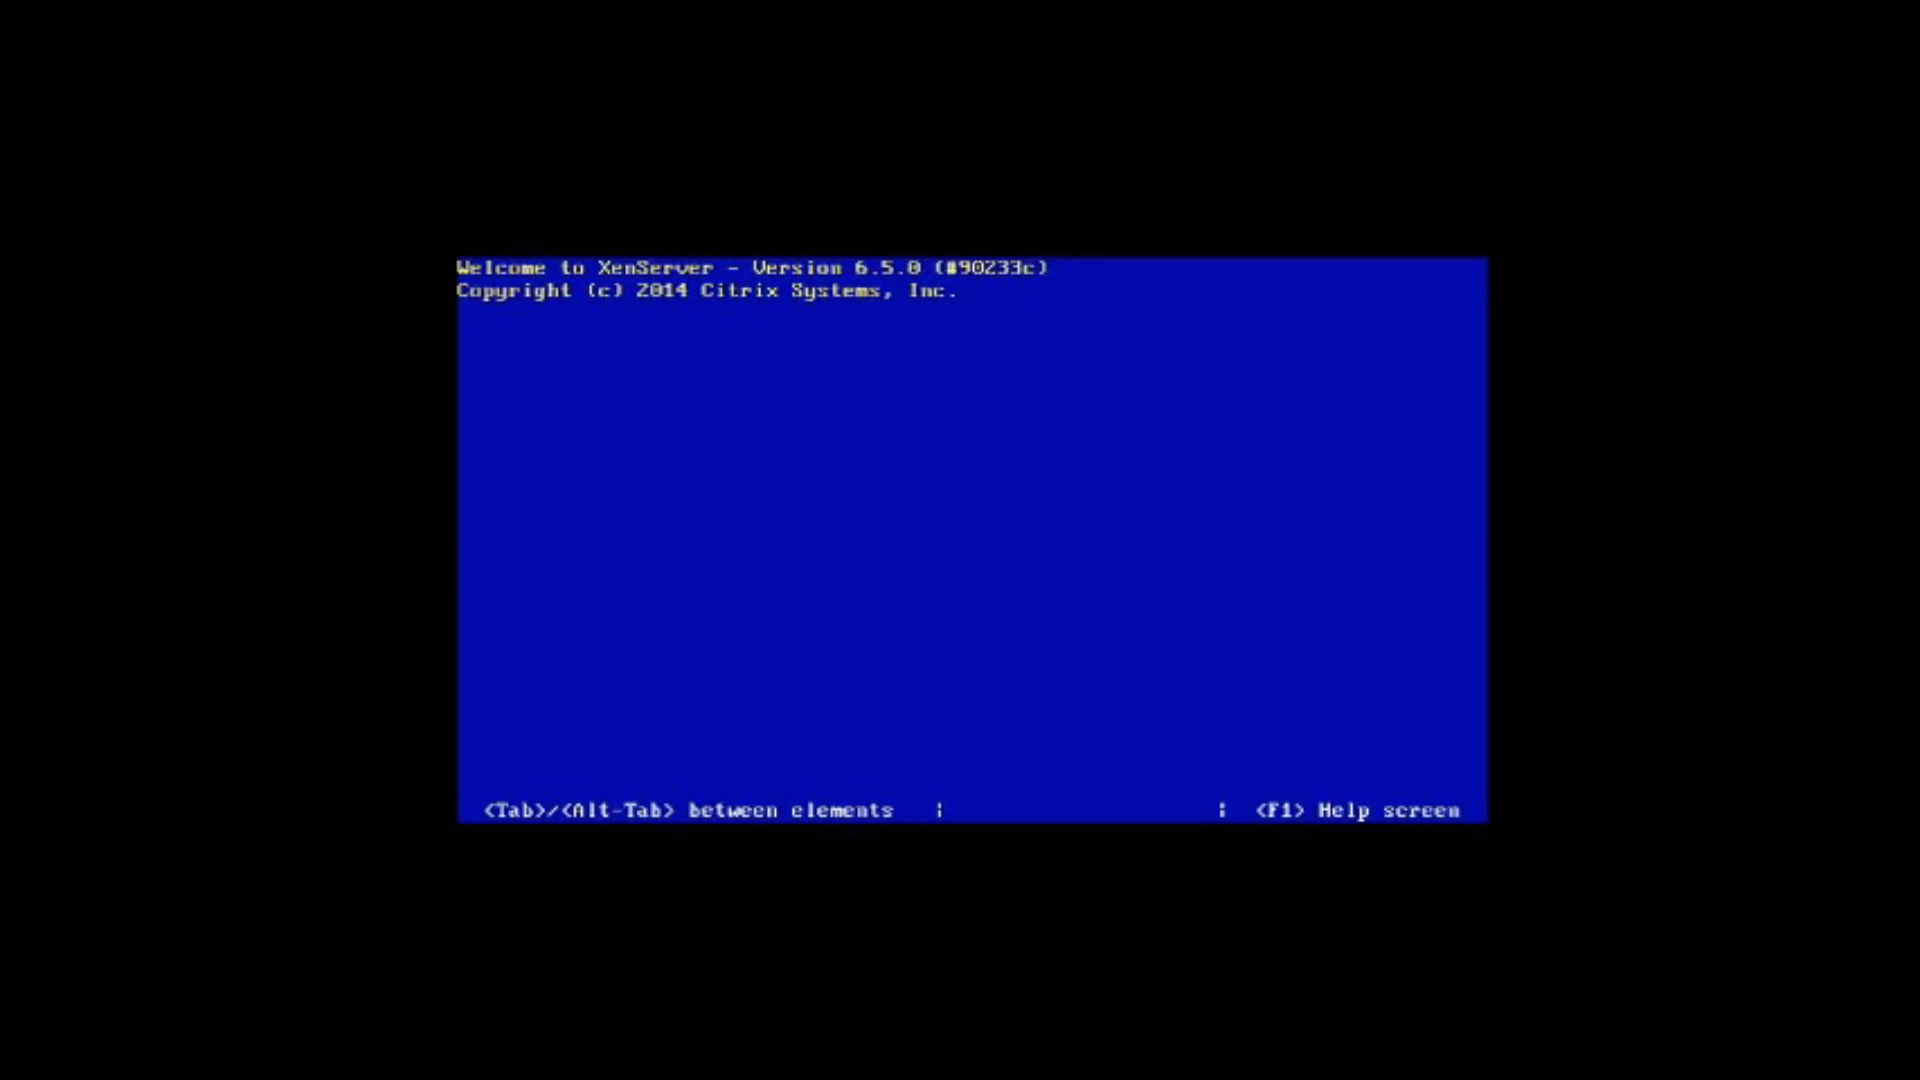 Welcome to XenServer - Version 6.5.0 (#90233c)
Copyright (c) 2014 Citrix Systems, Inc.
<Tab>/<Alt-Tab> between elements   |   |  <F1> Help screen